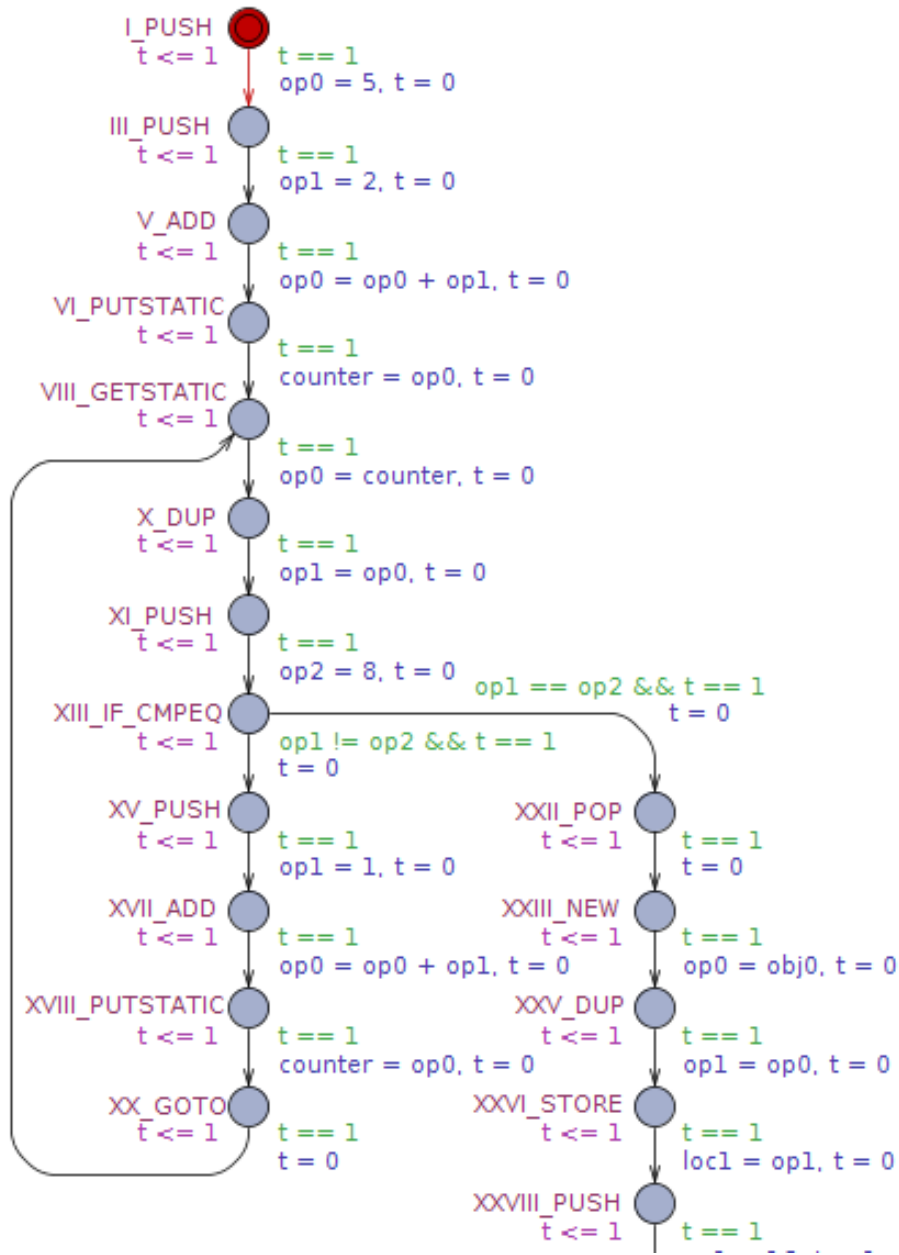 I_PUSH
t <= 1
t == 1
op0 = 5, t = 0
III_PUSH
t <= 1
t == 1
op1 = 2, t = 0
V_ADD
t <= 1
t == 1
op0 = op0 + op1, t = 0
VI_PUTSTATIC
t <= 1
t == 1
counter = op0, t = 0
VIII_GETSTATIC
t <= 1
t == 1
op0 = counter, t = 0
X_DUP
t <= 1
t == 1
op1 = op0, t = 0
XI_PUSH
t <= 1
t == 1
op2 = 8, t = 0
op1 == op2 && t == 1
t = 0
XIII_IF_CMPEQ
t <= 1
op1 != op2 && t == 1
t = 0
XV_PUSH
t <= 1
t == 1
op1 = 1, t = 0
XXII_POP
t <= 1
t == 1
t = 0
XVII_ADD
t <= 1
t == 1
op0 = op0 + op1, t = 0
XXIII_NEW
t <= 1
t == 1
op0 = obj0, t = 0
XVIII_PUTSTATIC
t <= 1
t == 1
counter = op0, t = 0
XXV_DUP
t <= 1
t == 1
op1 = op0, t = 0
XX_GOTO
t <= 1
t == 1
t = 0
XXVI_STORE
t <= 1
t == 1
loc1 = op1, t = 0
XXVIII_PUSH
t <= 1
t == 1